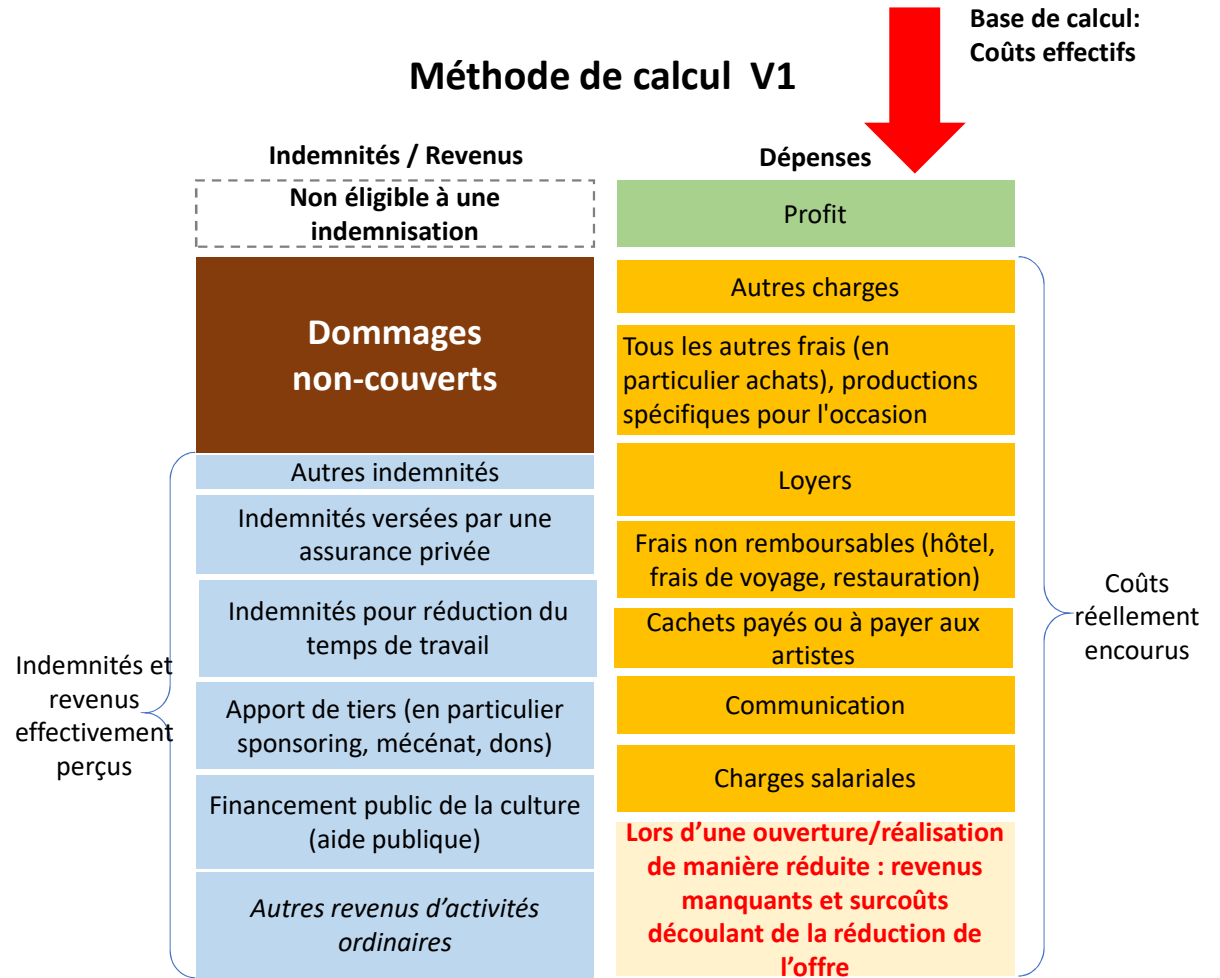 Base de calcul:
Coûts effectifs
Méthode de calcul V1
Indemnités / Revenus
Non éligible à une
indemnisation
Dommages
non-couverts
Autres indemnités
Indemnités versées par une
assurance privée
Indemnités pour réduction du
temps de travail
Apport de tiers (en particulier
sponsoring, mécénat, dons)
Financement public de la culture
(aide publique)
Autres revenus d’activités
ordinaires
Indemnités et
revenus
effectivement
perçus
Dépenses
Profit
Autres charges
Tous les autres frais (en
particulier achats), productions
spécifiques pour l'occasion
Loyers
Frais non remboursables (hôtel,
frais de voyage, restauration)
Cachets payés ou à payer aux
artistes
Communication
Charges salariales
Lors d’une ouverture/réalisation
de manière réduite : revenus
manquants et surcoûts
découlant de la réduction de
l’offre
Coûts
réellement
encourus